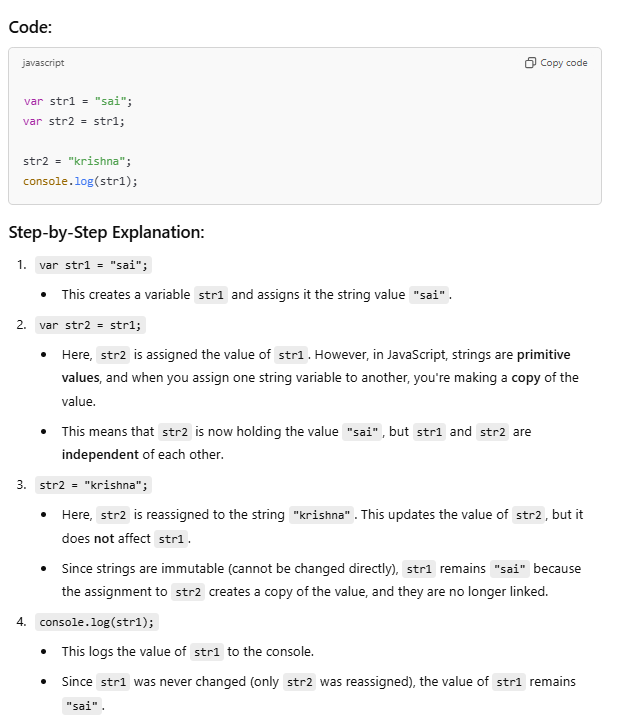 Code:
javascript
Copy code
var str1 = "sai";
var str2 = str1;
str2 = "krishna";
console.log(str1);
Step-by-Step Explanation:
1. var str1 = "sai";
• This creates a variable str1 and assigns it the string value "sai".
2. var str2 = str1;
• Here, str2 is assigned the value of str1. However, in JavaScript, strings are primitive
values, and when you assign one string variable to another, you're making a copy of the
value.
• This means that str2 is now holding the value "sai", but str1 and str2 are
independent of each other.
3. str2 = "krishna";
• Here, str2 is reassigned to the string "krishna". This updates the value of str2, but it
does not affect str1.
• Since strings are immutable (cannot be changed directly), str1 remains "sai" because
the assignment to str2 creates a copy of the value, and they are no longer linked.
4. console.log(str1);
• This logs the value of str1 to the console.
• Since str1 was never changed (only str2 was reassigned), the value of str1 remains
"sai".